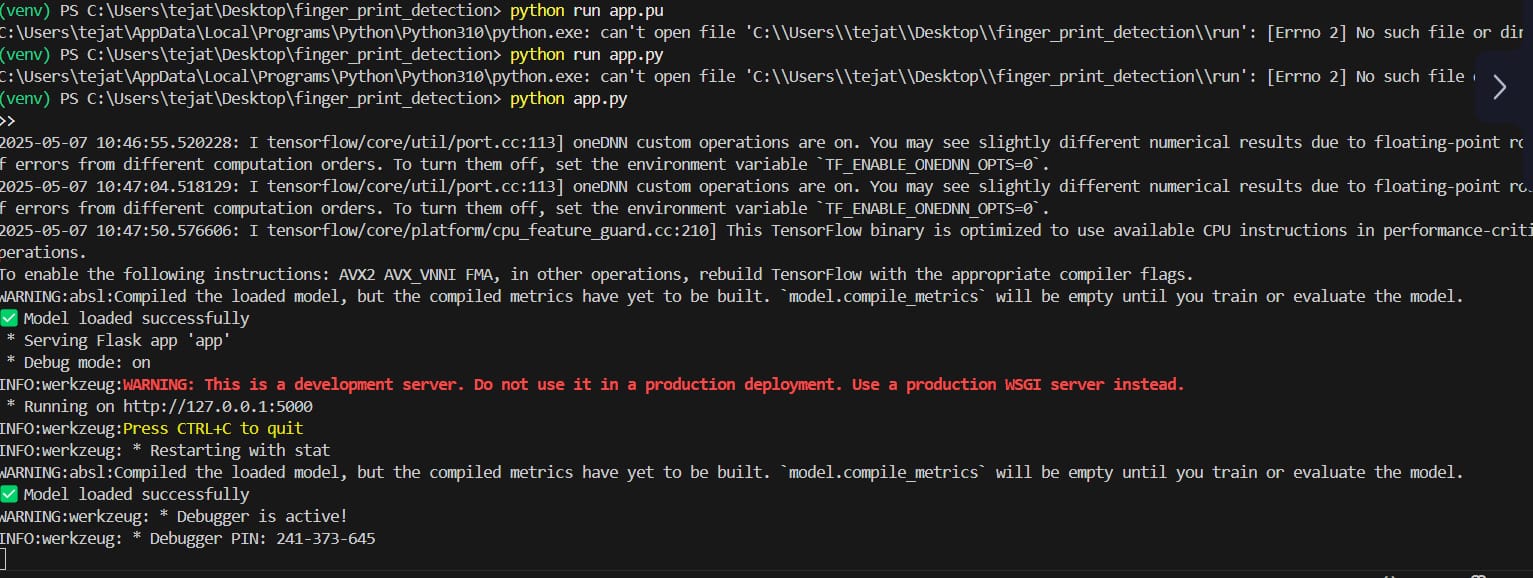 (venv) PS C:\Users\tejat\Desktop\finger_print_detection> python run app.pu
C:\Users\tejat\AppData\Local\Programs\Python\Python310\python.exe: can't open file 'C:\\Users\\tejat\\Desktop\\finger_print_detection\\run': [Errno 2] No such file or dir
(venv) PS C:\Users\tejat\Desktop\finger_print_detection> python run app.py
C:\Users\tejat\AppData\Local\Programs\Python\Python310\python.exe: can't open file 'C:\\Users\\tejat\\Desktop\\finger_print_detection\\run': [Errno 2] No such file
(venv) PS C:\Users\tejat\Desktop\finger_print_detection> python app.py
>>
2025-05-07 10:46:55.520228: I tensorflow/core/util/port.cc:113] oneDNN custom operations are on. You may see slightly different numerical results due to floating-point ro
f errors from different computation orders. To turn them off, set the environment variable `TF_ENABLE_ONEDNN_OPTS=0`.
2025-05-07 10:47:04.518129: I tensorflow/core/util/port.cc:113] oneDNN custom operations are on. You may see slightly different numerical results due to floating-point ro
f errors from different computation orders. To turn them off, set the environment variable `TF_ENABLE_ONEDNN_OPTS=0`.
2025-05-07 10:47:50.576606: I tensorflow/core/platform/cpu_feature_guard.cc:210] This TensorFlow binary is optimized to use available CPU instructions in performance-criti
perations.
To enable the following instructions: AVX2 AVX_VNNI FMA, in other operations, rebuild TensorFlow with the appropriate compiler flags.
WARNING:absl:Compiled the loaded model, but the compiled metrics have yet to be built. `model.compile_metrics` will be empty until you train or evaluate the model.
✅ Model loaded successfully
 * Serving Flask app 'app'
 * Debug mode: on
INFO:werkzeug:WARNING: This is a development server. Do not use it in a production deployment. Use a production WSGI server instead.
 * Running on http://127.0.0.1:5000
INFO:werkzeug:Press CTRL+C to quit
INFO:werkzeug: * Restarting with stat
WARNING:absl:Compiled the loaded model, but the compiled metrics have yet to be built. `model.compile_metrics` will be empty until you train or evaluate the model.
✅ Model loaded successfully
WARNING:werkzeug: * Debugger is active!
INFO:werkzeug: * Debugger PIN: 241-373-645